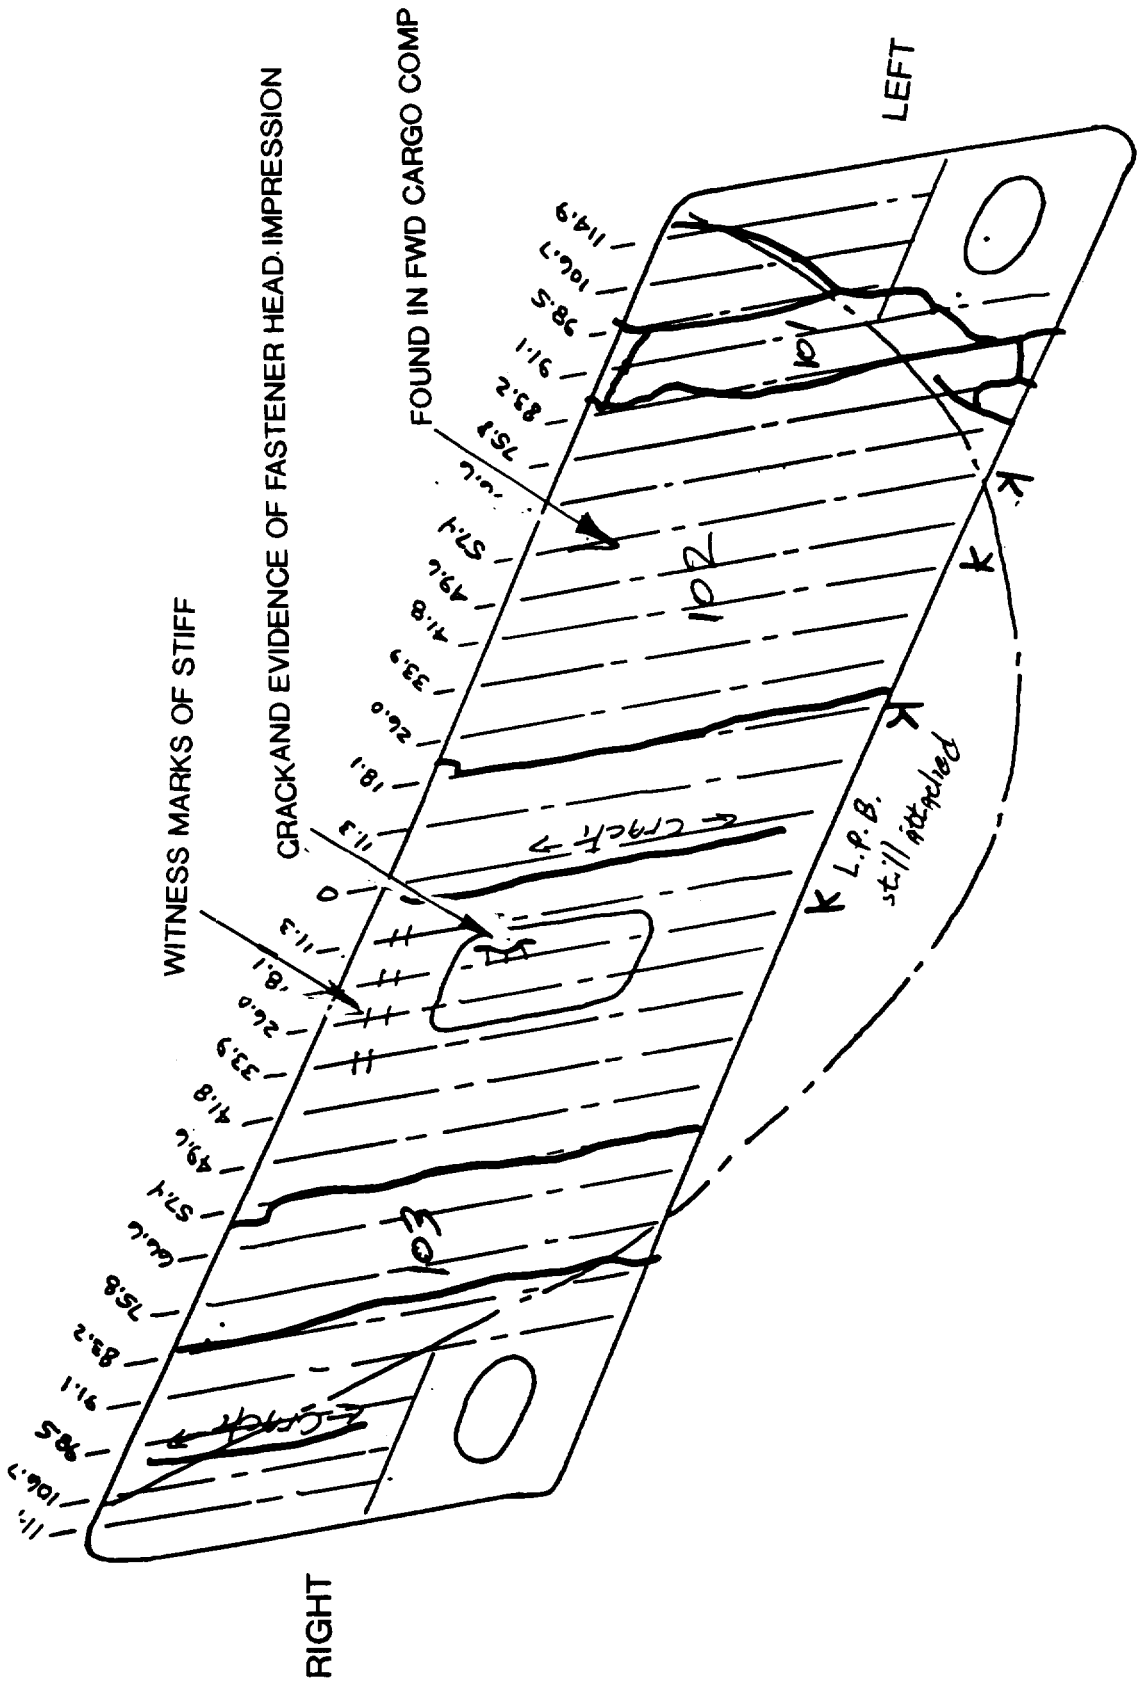 WITNESS MARKS OF STIFF
CRACK AND EVIDENCE OF FASTENER HEAD IMPRESSION
FOUND IN FWD CARGO COMP
RIGHT
LEFT
106.7
98.5
91.1
83.2
75.8
66.6
57.4
49.6
41.8
33.9
26.0
18.1
11.3
0
11.3
18.1
26.0
33.9
41.8
49.6
57.4
75.8
83.2
91.1
98.5
106.7
114.9
← Crack →
103
← Crack →
102
101
K
K
K
K
L.P.B.
still attached